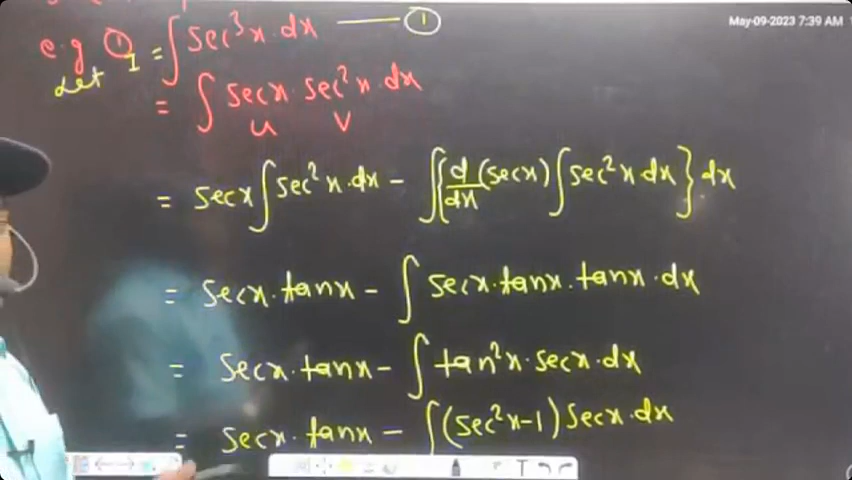 May-09-2023 7:39 AM
e.g ① I = ∫ sec³x·dx —— ①
Let
= ∫ secx·sec²x·dx
u v
= secx ∫ sec²x·dx - ∫{d/dx (secx) ∫ sec²x dx} dx
= secx·tanx - ∫ secx·tanx·tanx·dx
= secx·tanx - ∫ tan²x·secx·dx
= secx·tanx - ∫ (sec²x-1) secx·dx
T